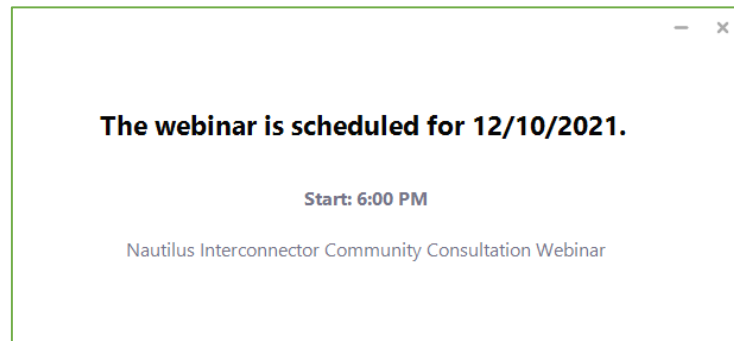 The webinar is scheduled for 12/10/2021.
Start: 6:00 PM
Nautilus Interconnector Community Consultation Webinar